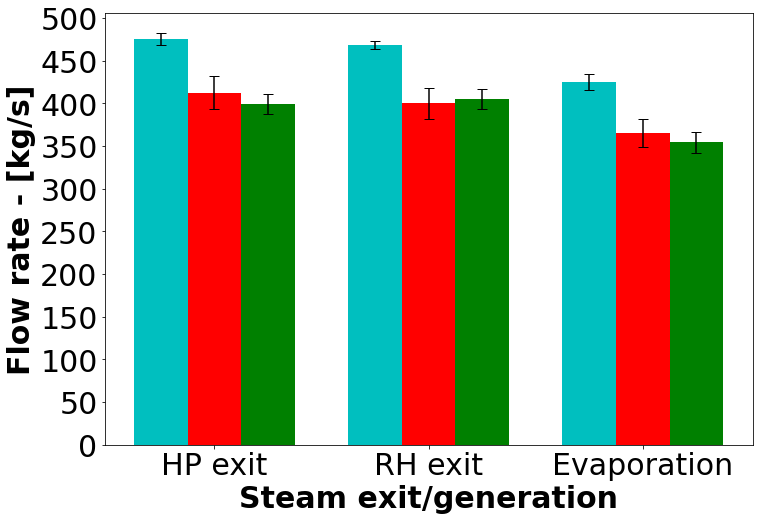 Flow rate - [kg/s]
500
450
400
350
300
250
200
150
100
50
0
HP exit
RH exit
Evaporation
Steam exit/generation